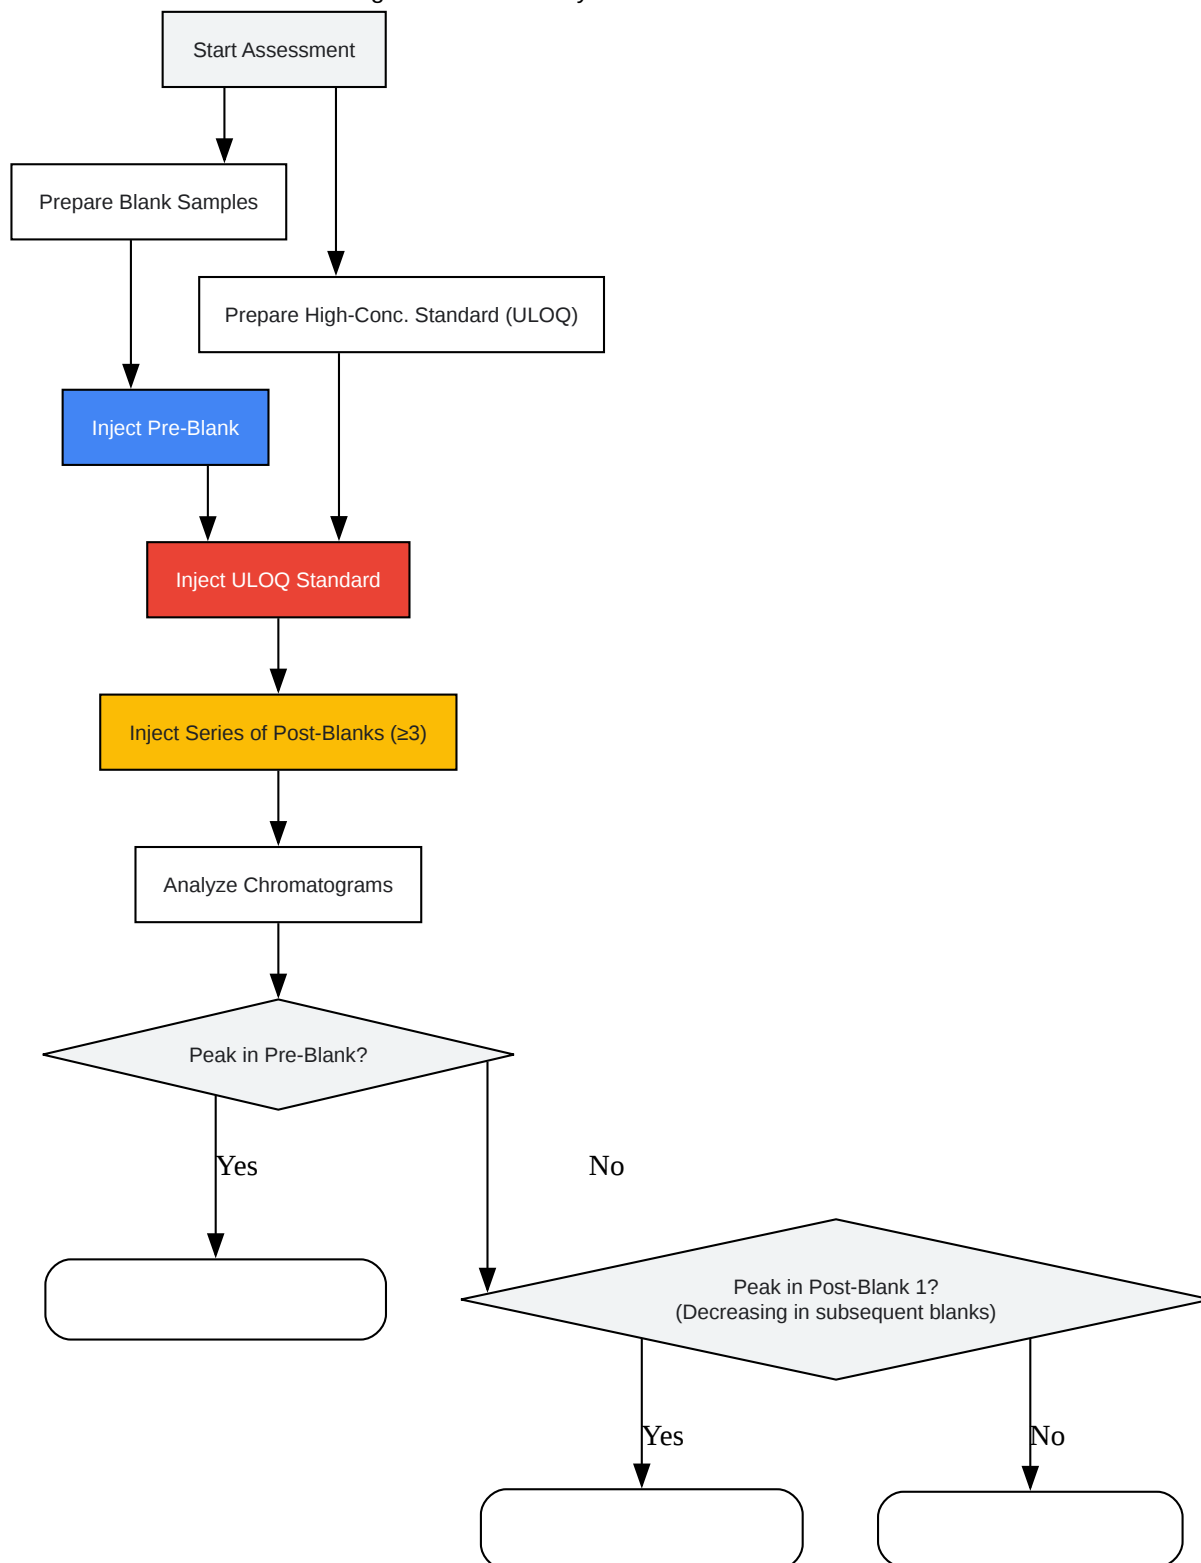 Start Assessment
Prepare Blank Samples
Prepare High-Conc. Standard (ULOQ)
Inject Pre-Blank
Inject ULOQ Standard
Inject Series of Post-Blanks (≥3)
Analyze Chromatograms
Peak in Pre-Blank?
Yes
No
Peak in Post-Blank 1?
(Decreasing in subsequent blanks)
Yes
No